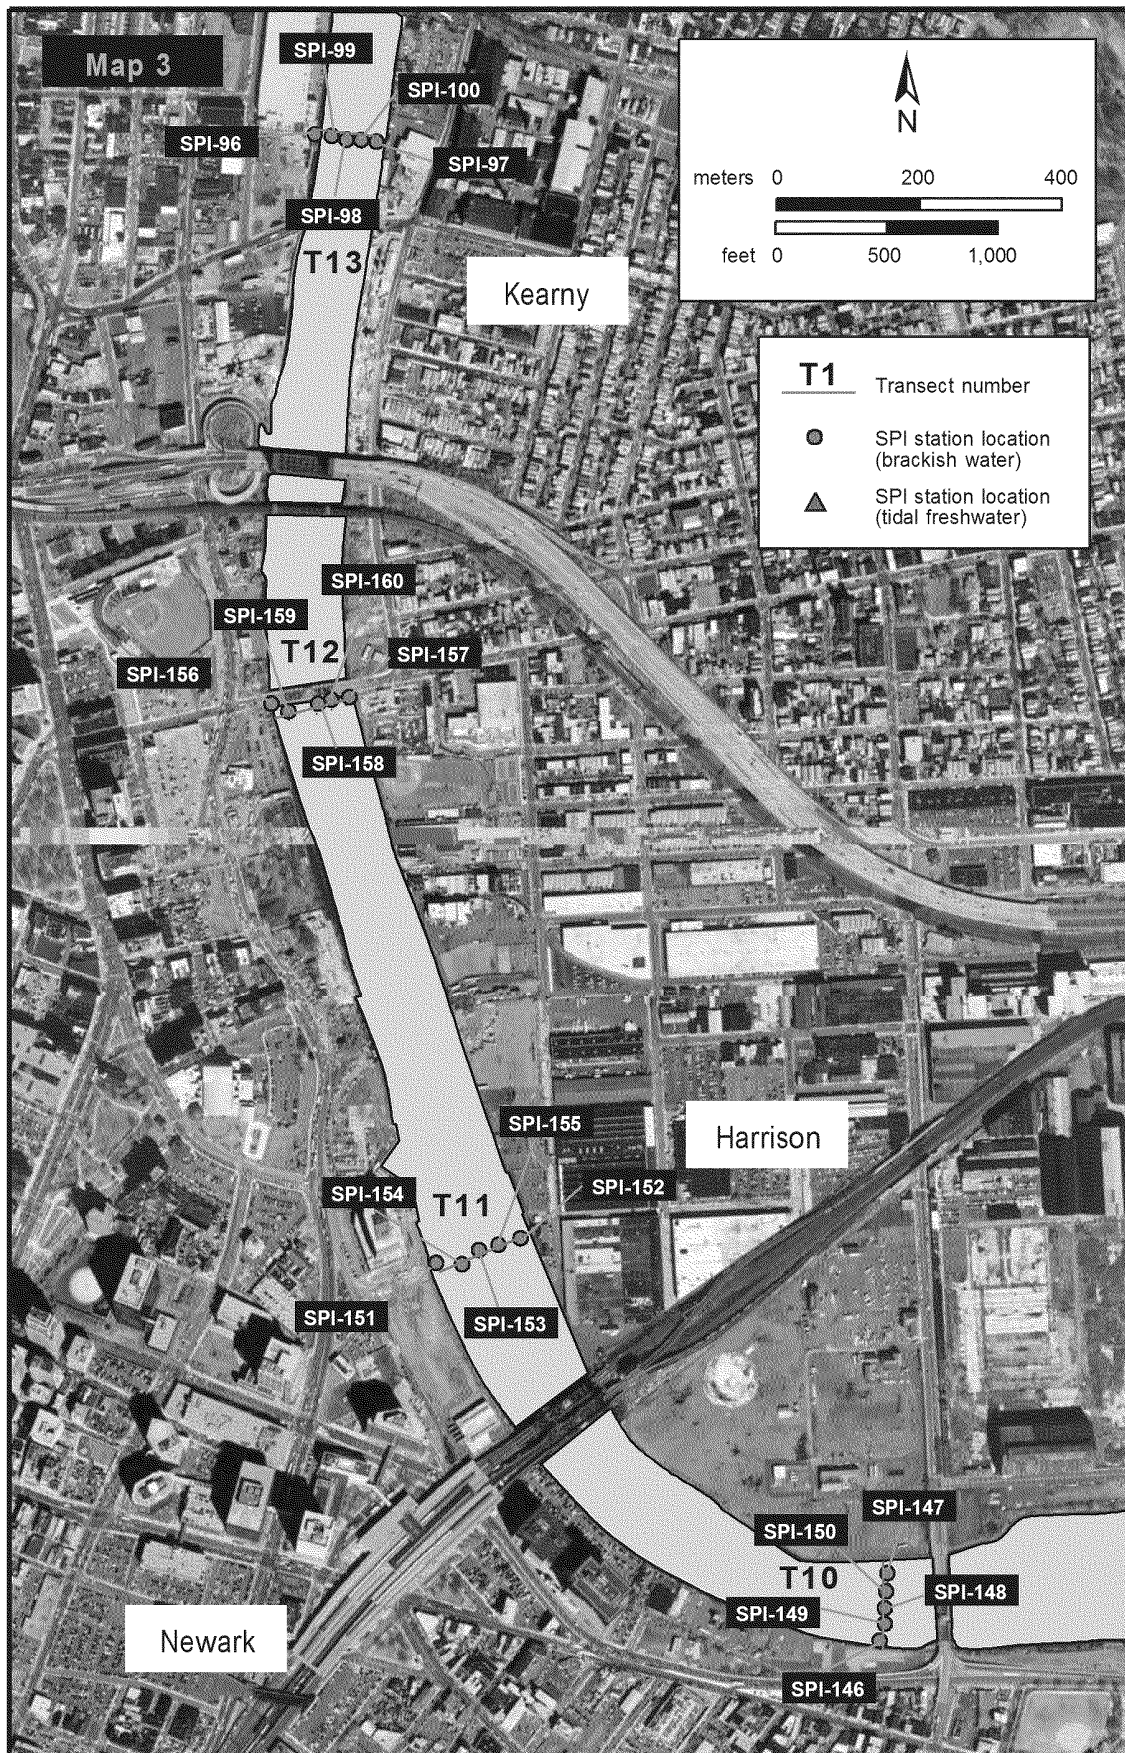 Map 3
SPI-99
SPI-100
SPI-96
SPI-97
SPI-98
T13
Kearny
N
meters 0 200 400
feet 0 500 1,000
T1 Transect number
SPI station location
(brackish water)
SPI station location
(tidal freshwater)
SPI-160
SPI-159
T12
SPI-157
SPI-156
SPI-158
SPI-155
Harrison
SPI-154
SPI-152
T11
SPI-151
SPI-153
SPI-147
SPI-150
T10
SPI-148
SPI-149
Newark
SPI-146